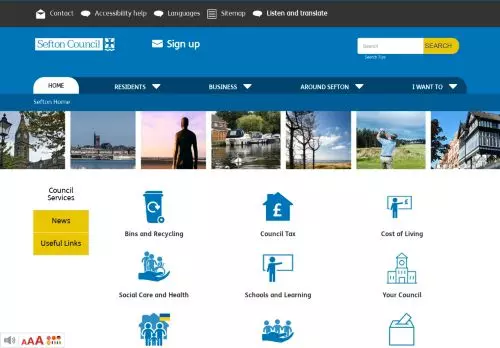 Contact Accessibility help Languages Sitemap Listen and translate
Sefton Council
Sign up
Search
SEARCH
Search Tips
HOME RESIDENTS BUSINESS AROUND SEFTON I WANT TO
Sefton Home
Council
Services
News
Useful Links
Bins and Recycling Council Tax Cost of Living
Social Care and Health Schools and Learning Your Council
AAA